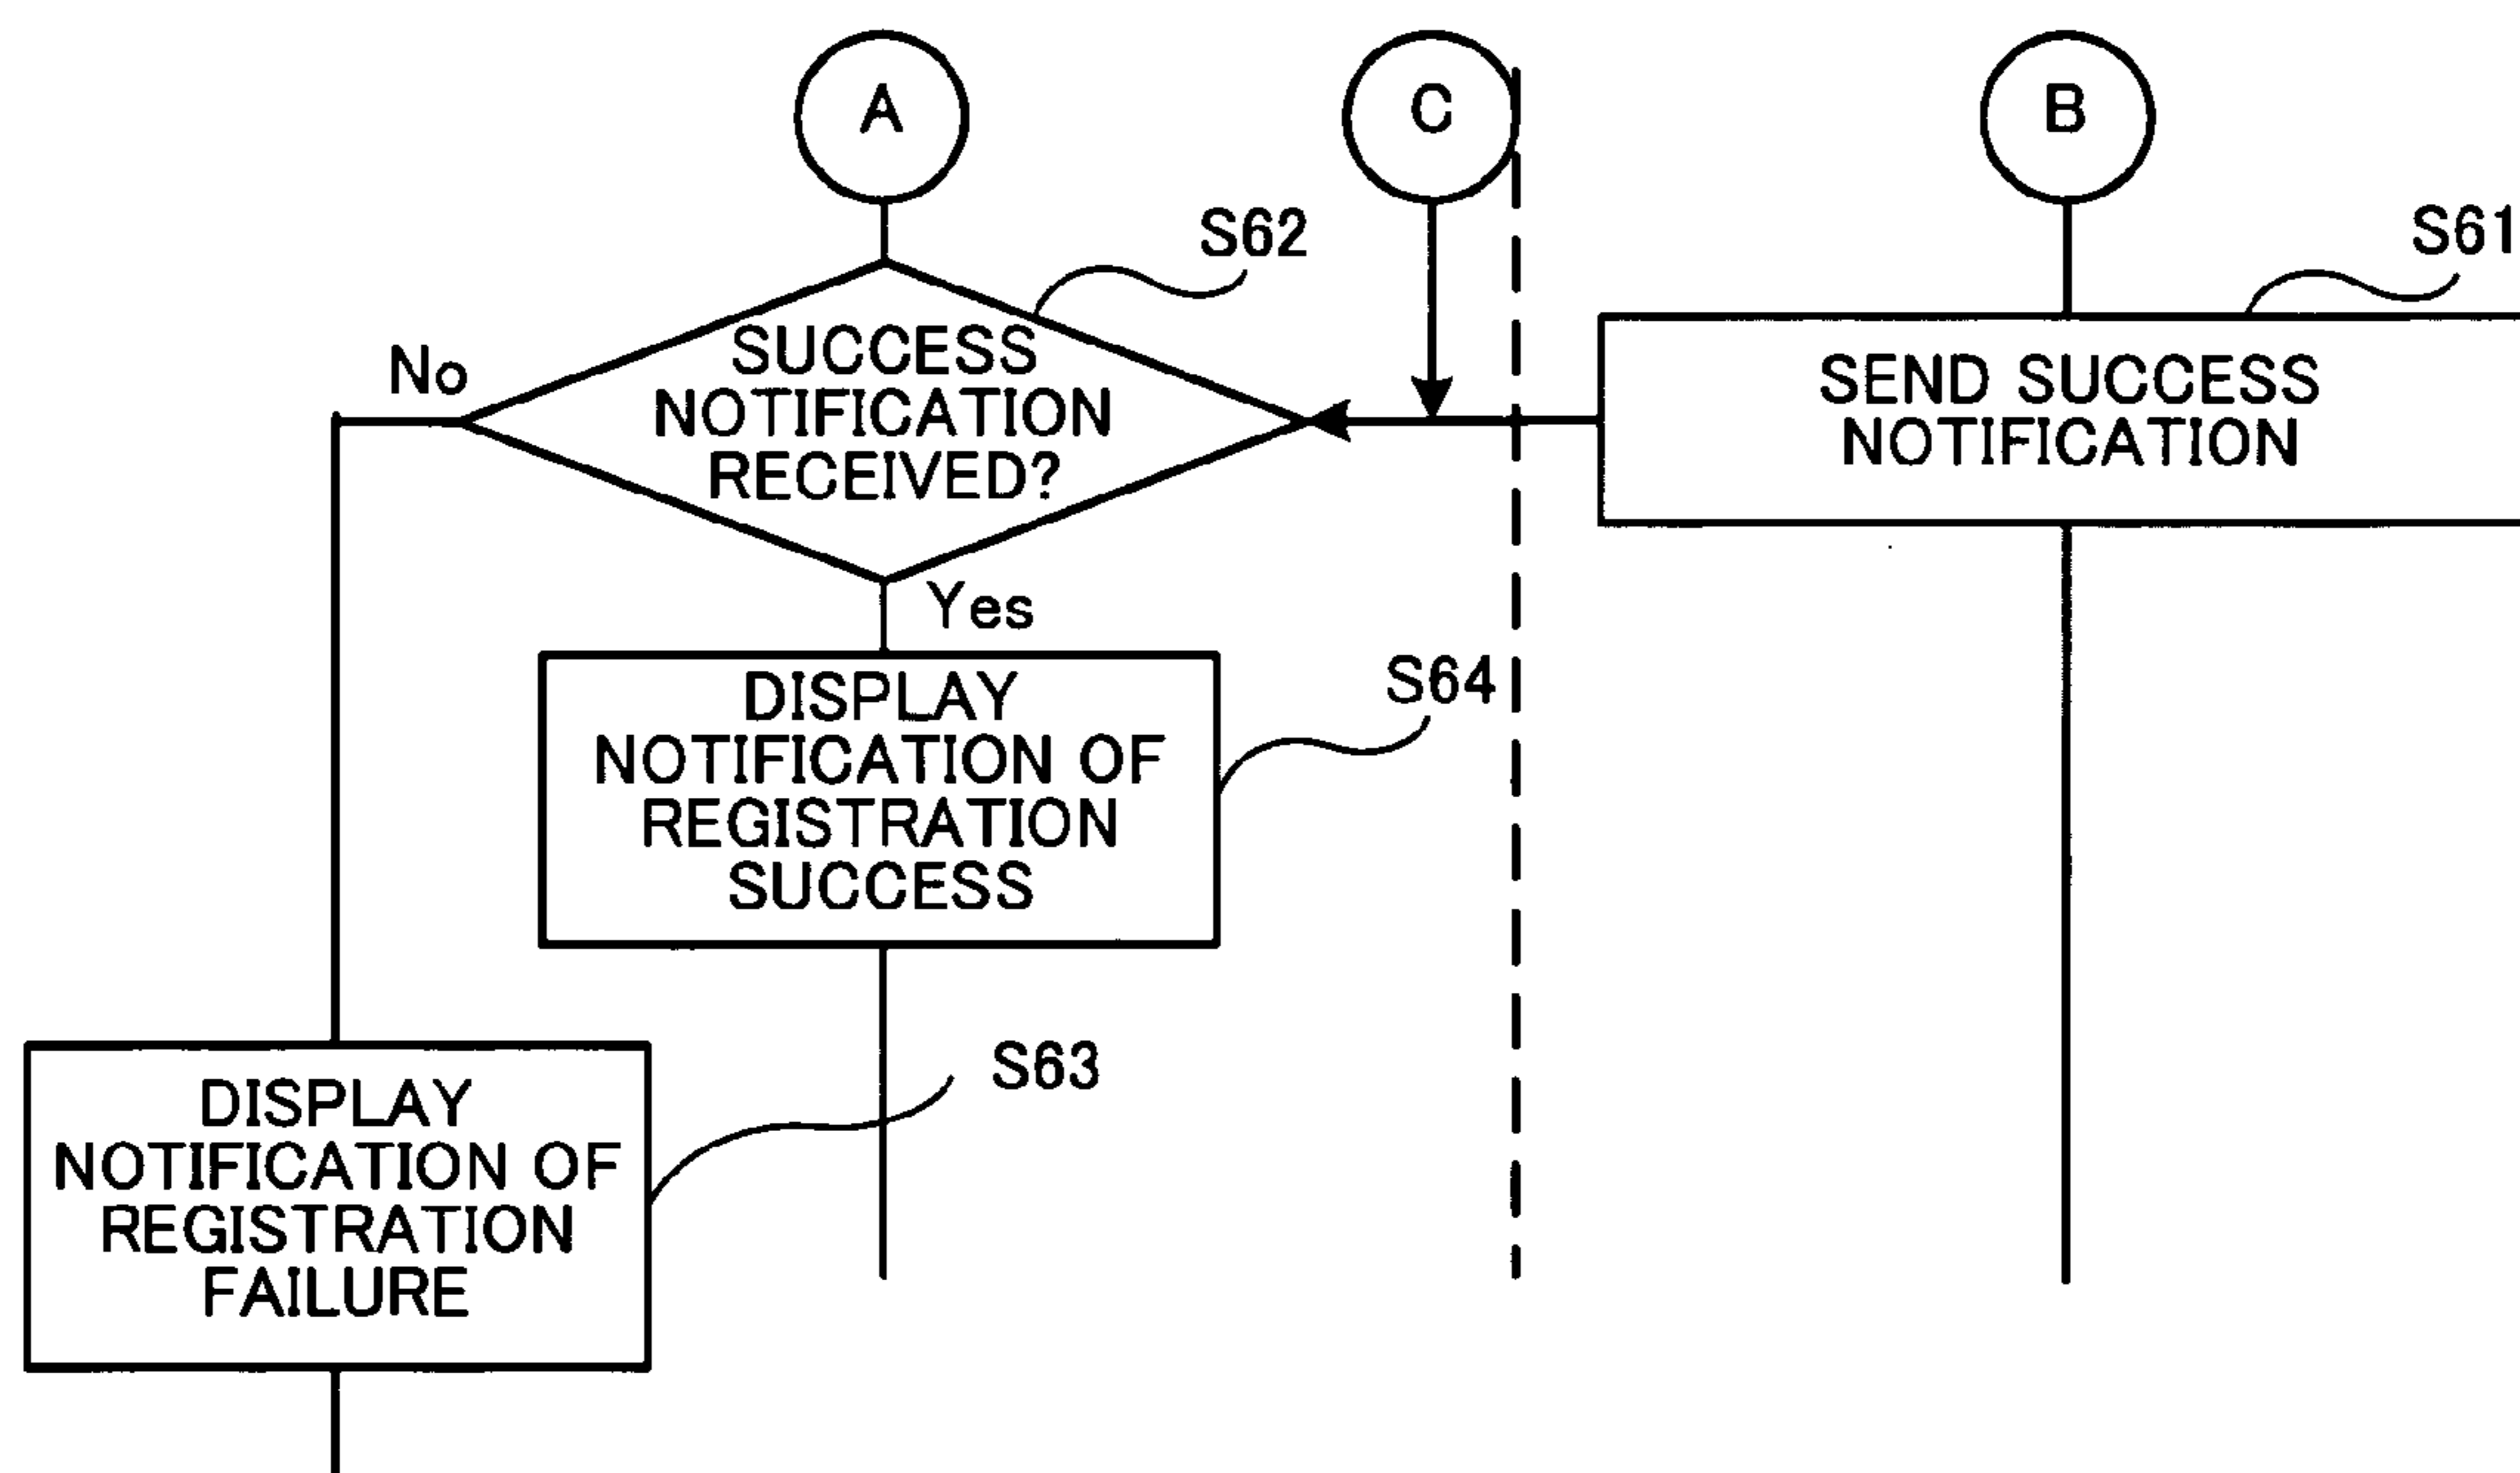 A
C
B
S62
S61
No
SUCCESS
NOTIFICATION
RECEIVED?
SEND SUCCESS
NOTIFICATION
Yes
S64
DISPLAY
NOTIFICATION OF
REGISTRATION
SUCCESS
S63
DISPLAY
NOTIFICATION OF
REGISTRATION
FAILURE